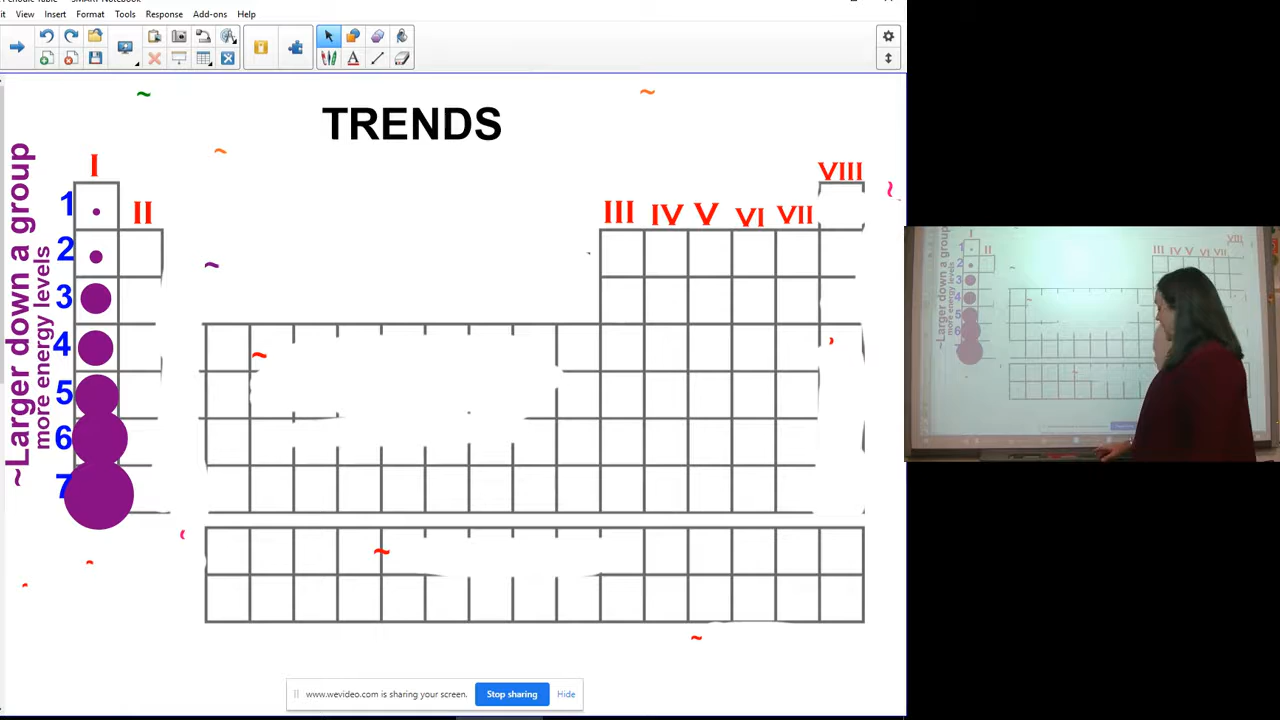 View Insert Format Tools Response Add-ons Help
TRENDS
I
II
III
IV
V
VI
VII
VIII
1
2
3
4
5
6
7
~Larger down a group
more energy levels
www.wevideo.com is sharing your screen.
Stop sharing
Hide